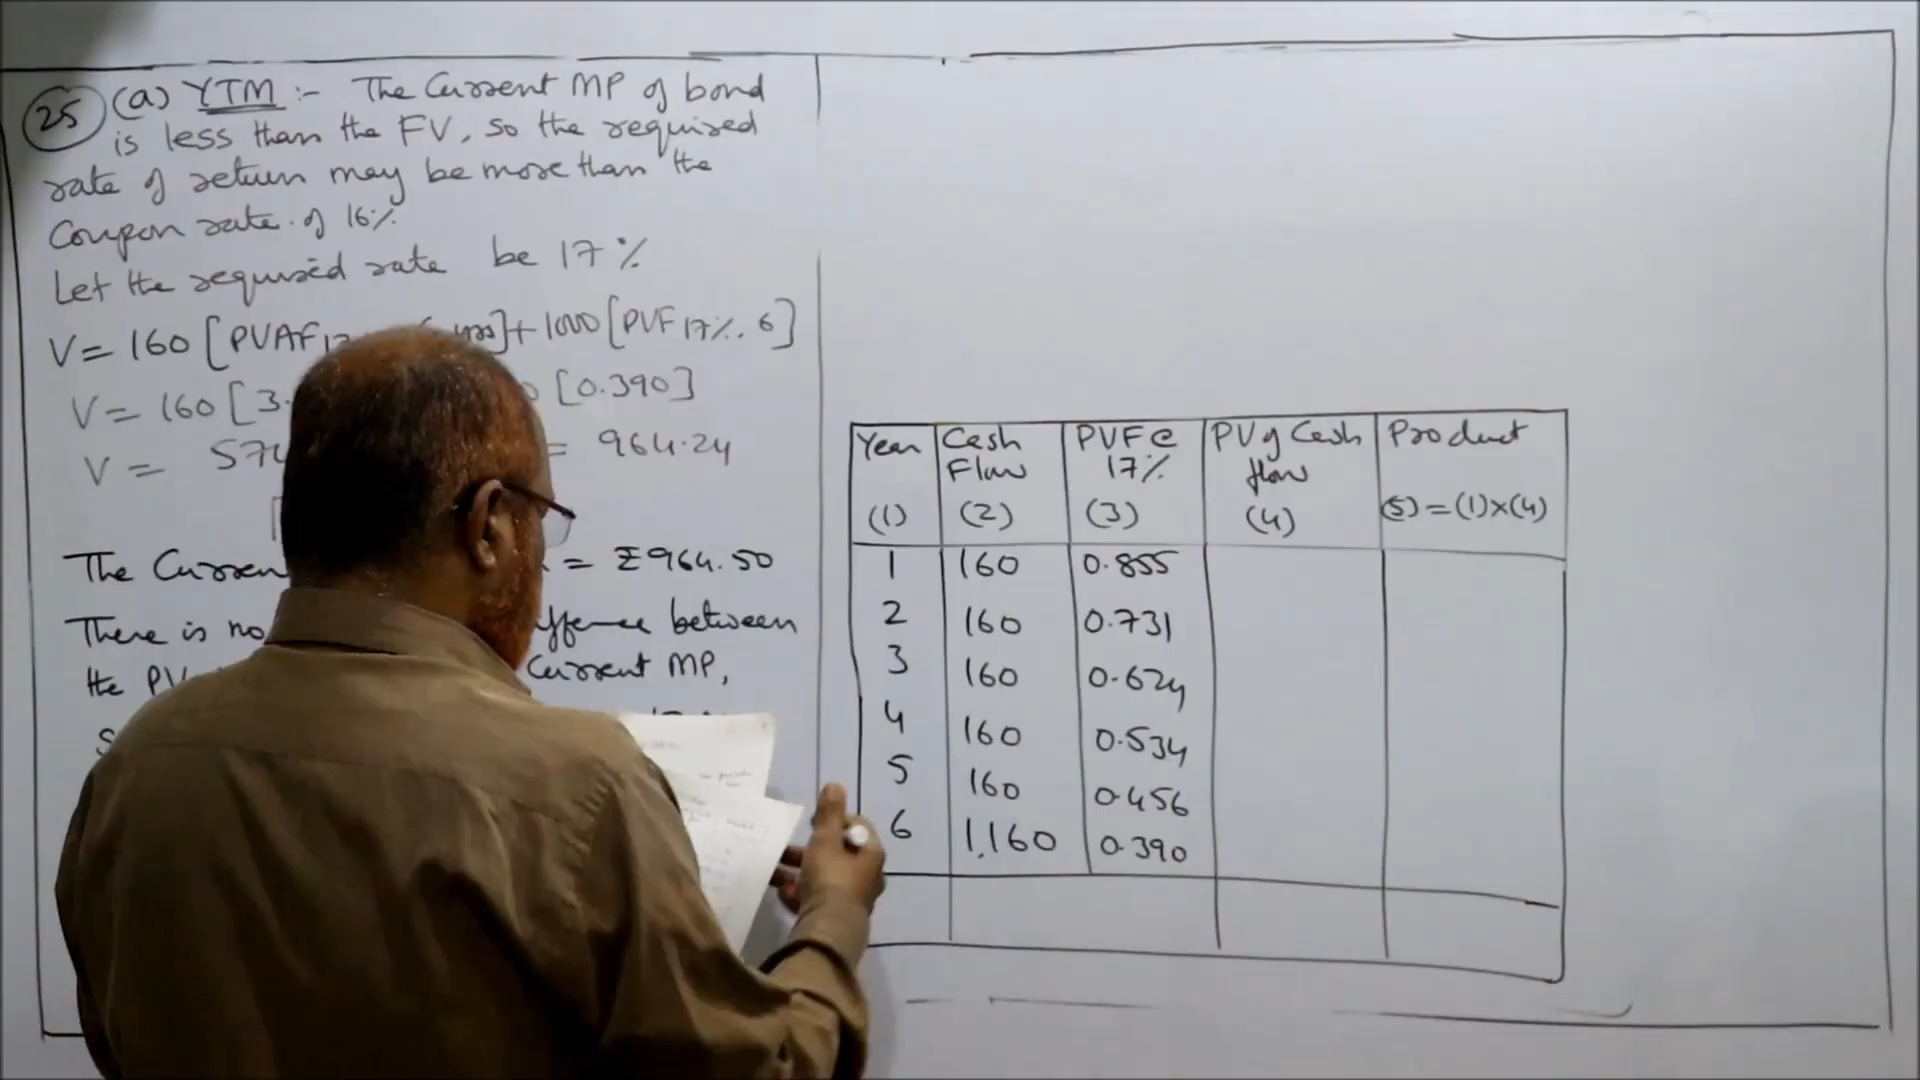 25 (a) YTM :- The Current MP of bond
is less than the FV, so the required
rate of return may be more than the
Coupon rate of 16%
Let the required rate be 17%
V = 160 [PVAF yrs] + 1000 [PVF 17%, 6]
V = 160 [3. [0.390]
V = = 964.24
The Curren = ₹964.50
There is no between
the PV Current MP,
Year Cash Flow PVF @ 17% PV of Cash flow Product
(1) (2) (3) (4) (5) = (1)×(4)
1 160 0.855
2 160 0.731
3 160 0.624
4 160 0.534
5 160 0.456
6 1,160 0.390